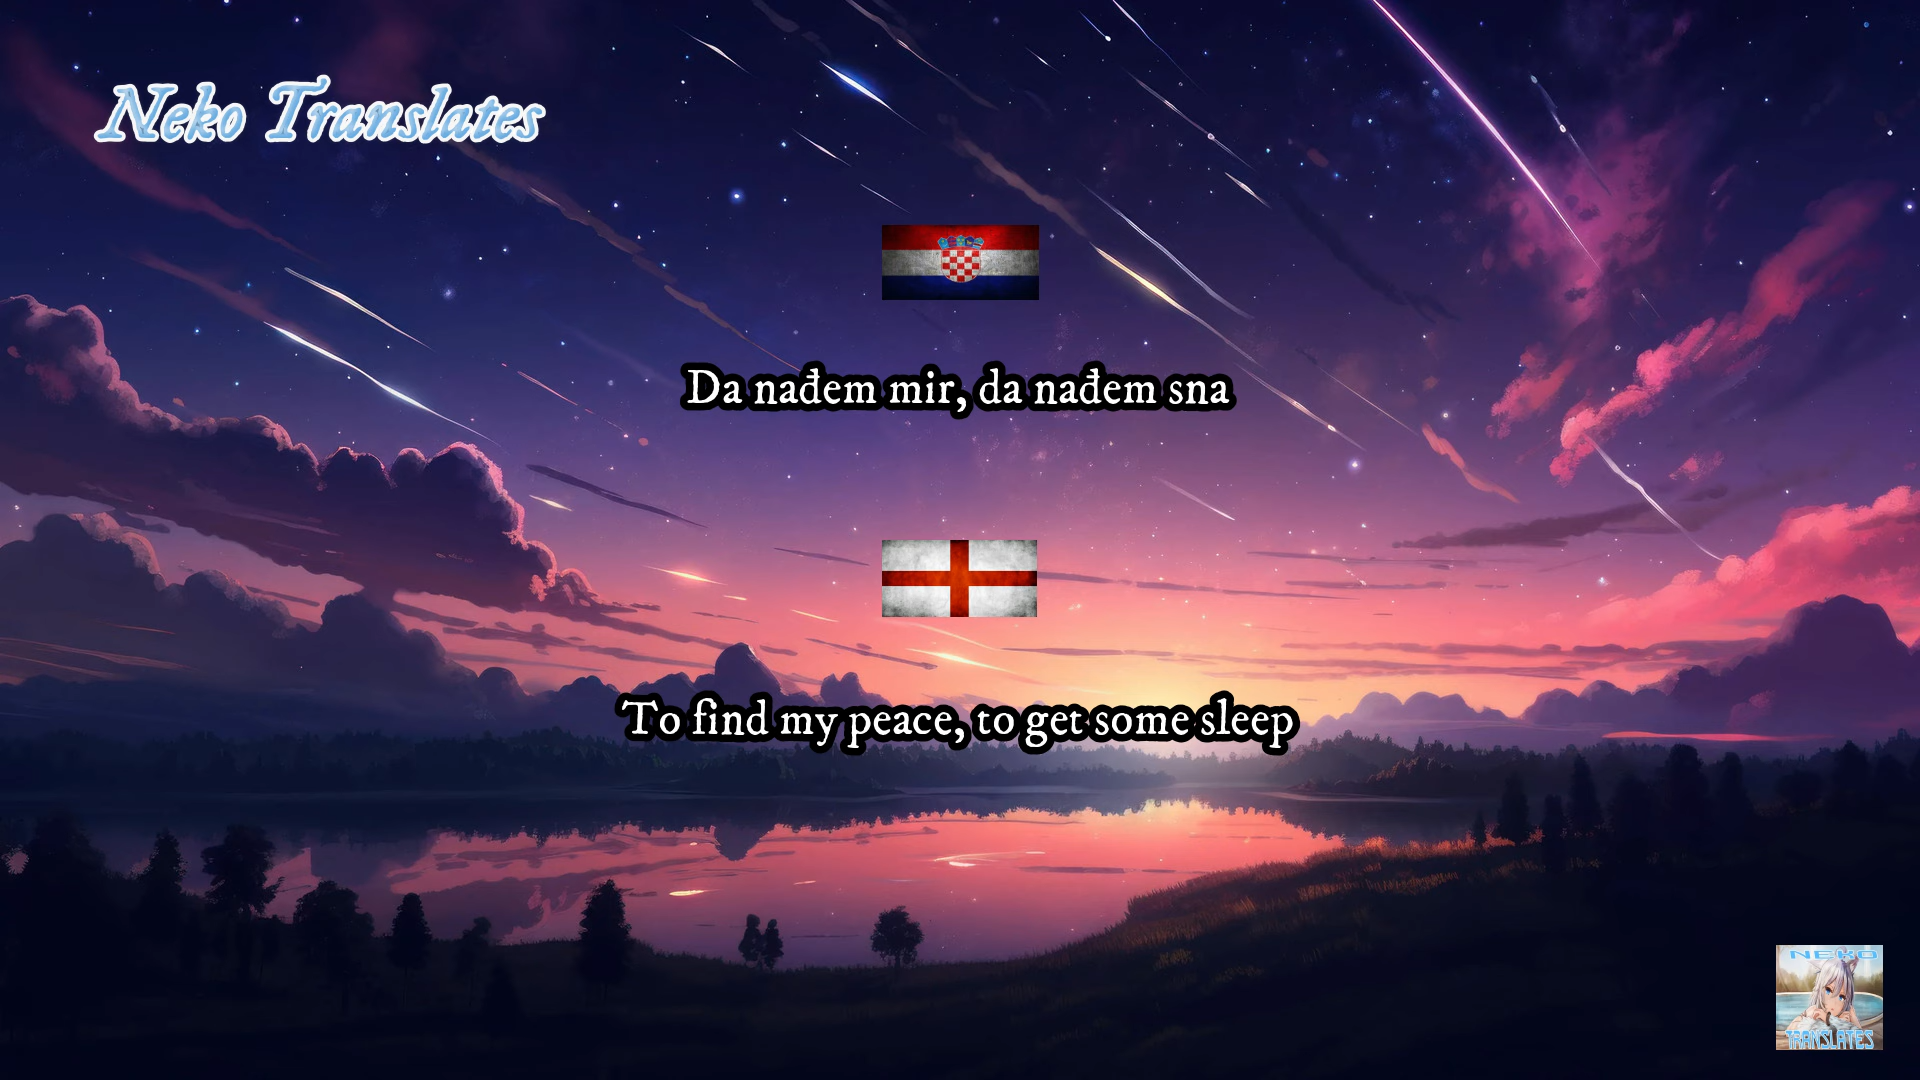 Neko Translates
Da nađem mir, da nađem sna
To find my peace, to get some sleep
NEKO
TRANSLATES